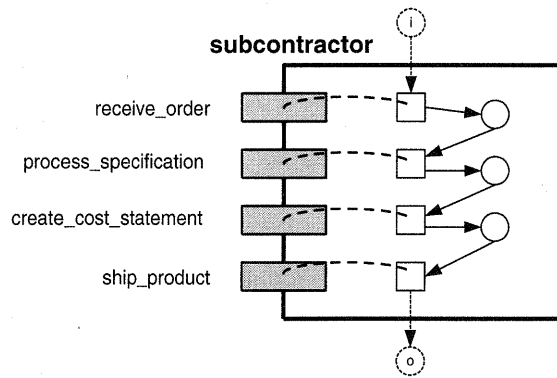 i
subcontractor
receive_order
process_specification
create_cost_statement
ship_product
o